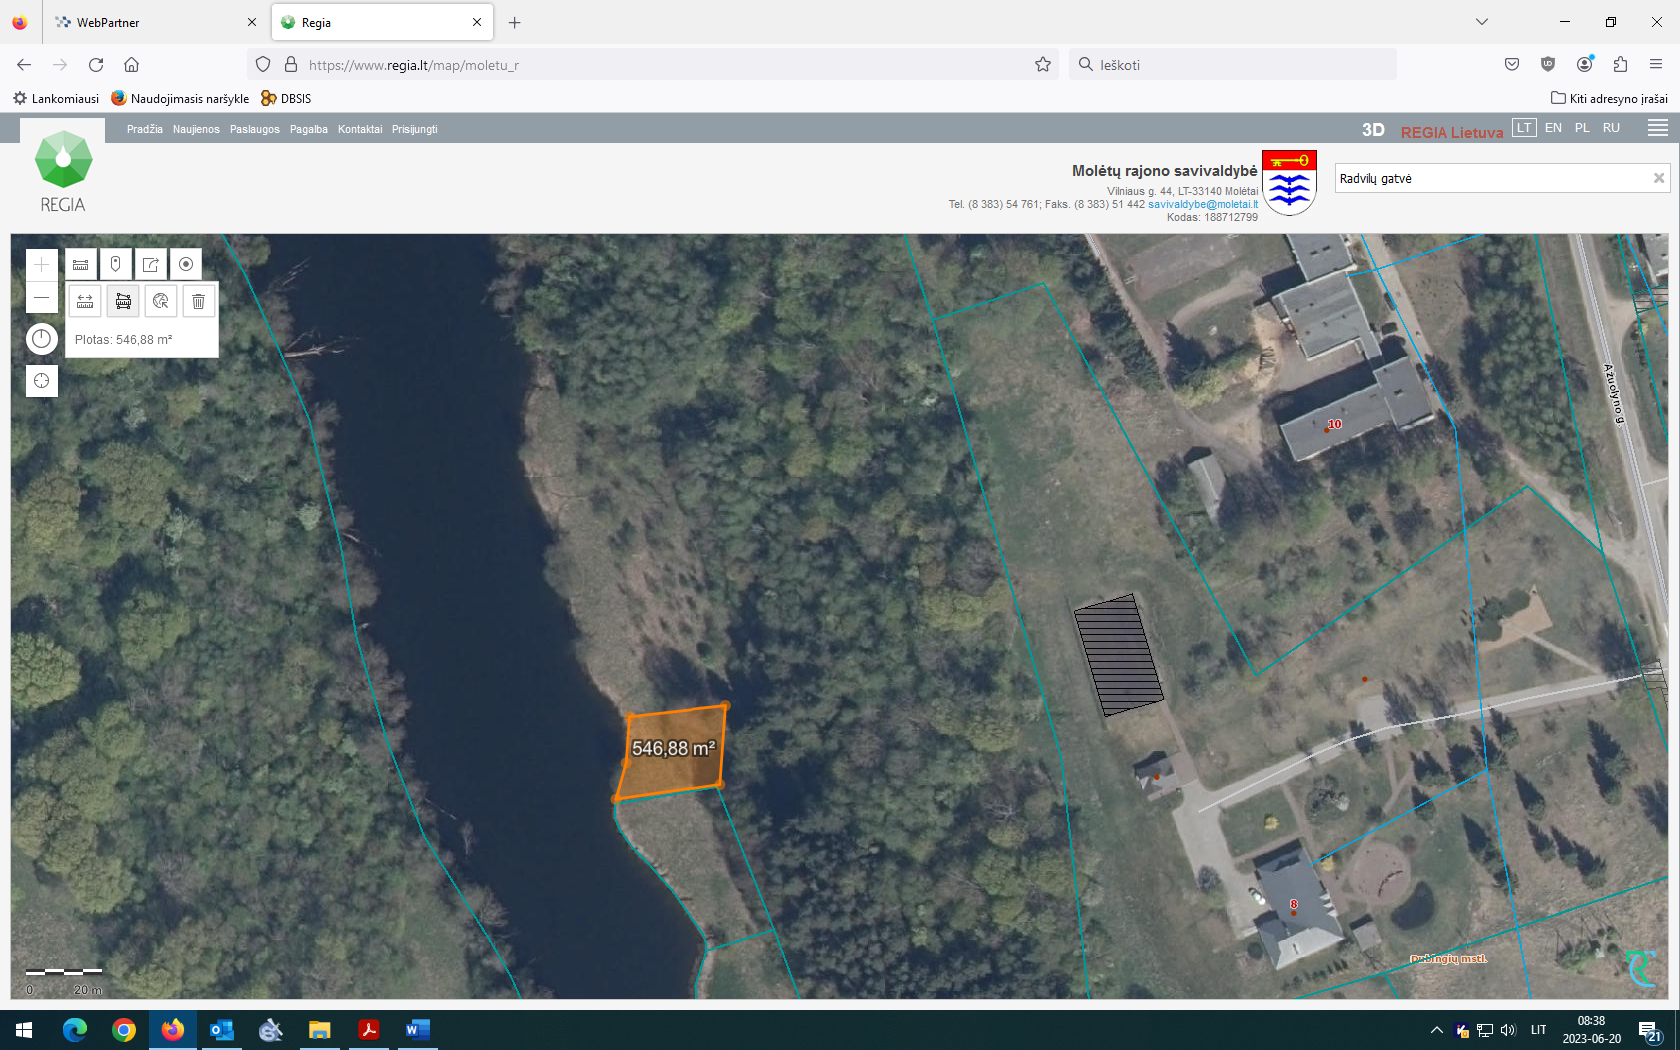 WebPartner
Regia
https://www.regia.lt/map/moletu_r
Ieškoti
Lankomiausi
Naudojimasis naršykle
DBSIS
Kiti adresyno įrašai
Pradžia Naujienos Paslaugos Pagalba Kontaktai Prisijungti
3D REGIA Lietuva LT EN PL RU
REGIA
Molėtų rajono savivaldybė
Vilniaus g. 44, LT-33140 Molėtai
Tel. (8 383) 54 761; Faks. (8 383) 51 442 savivaldybe@moletai.lt
Kodas: 188712799
Radvilų gatvė
Plotas: 546,88 m²
Ąžuolyno g.
10
546,88 m²
8
Dubingių mstl.
0 20 m
LIT
08:38
2023-06-20
21